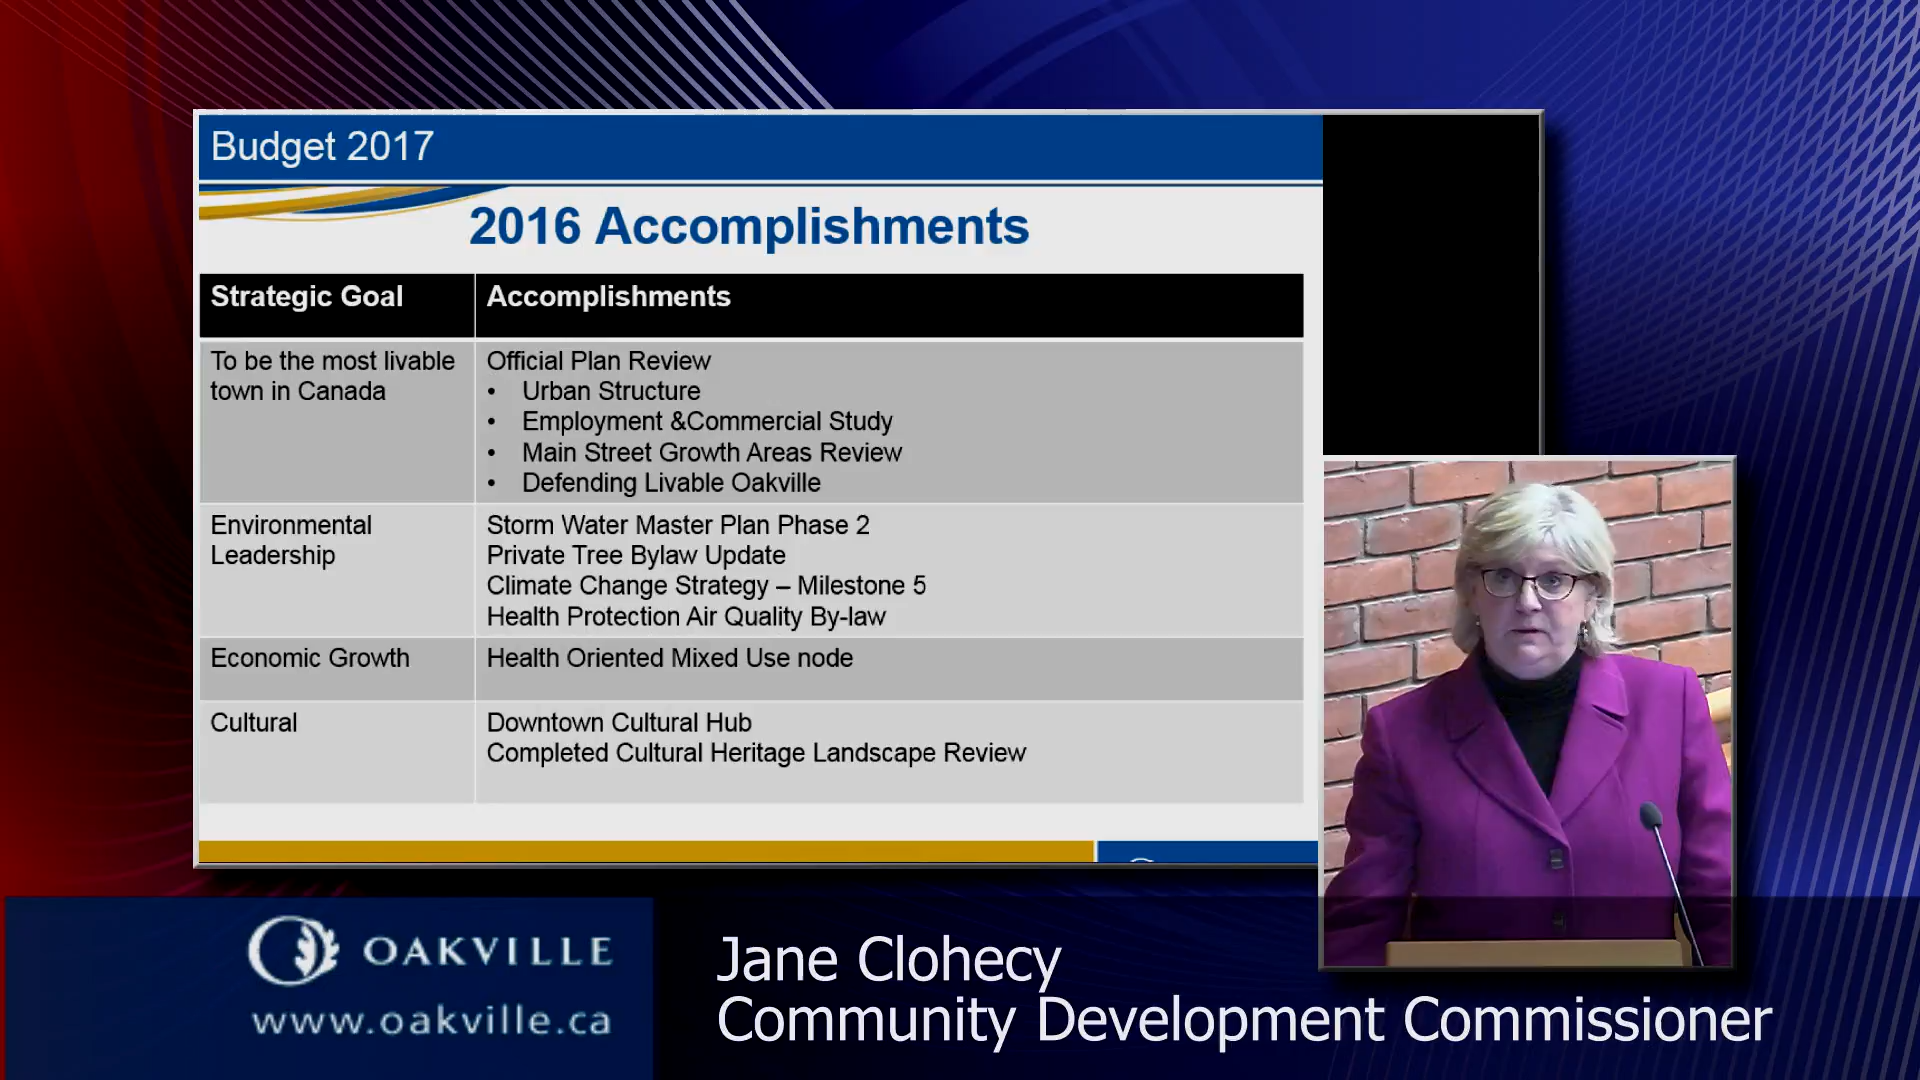 Budget 2017
2016 Accomplishments
Strategic Goal
Accomplishments
To be the most livable
town in Canada
Official Plan Review
• Urban Structure
• Employment &Commercial Study
• Main Street Growth Areas Review
• Defending Livable Oakville
Environmental
Leadership
Storm Water Master Plan Phase 2
Private Tree Bylaw Update
Climate Change Strategy – Milestone 5
Health Protection Air Quality By-law
Economic Growth
Health Oriented Mixed Use node
Cultural
Downtown Cultural Hub
Completed Cultural Heritage Landscape Review
OAKVILLE
www.oakville.ca
Jane Clohecy
Community Development Commissioner